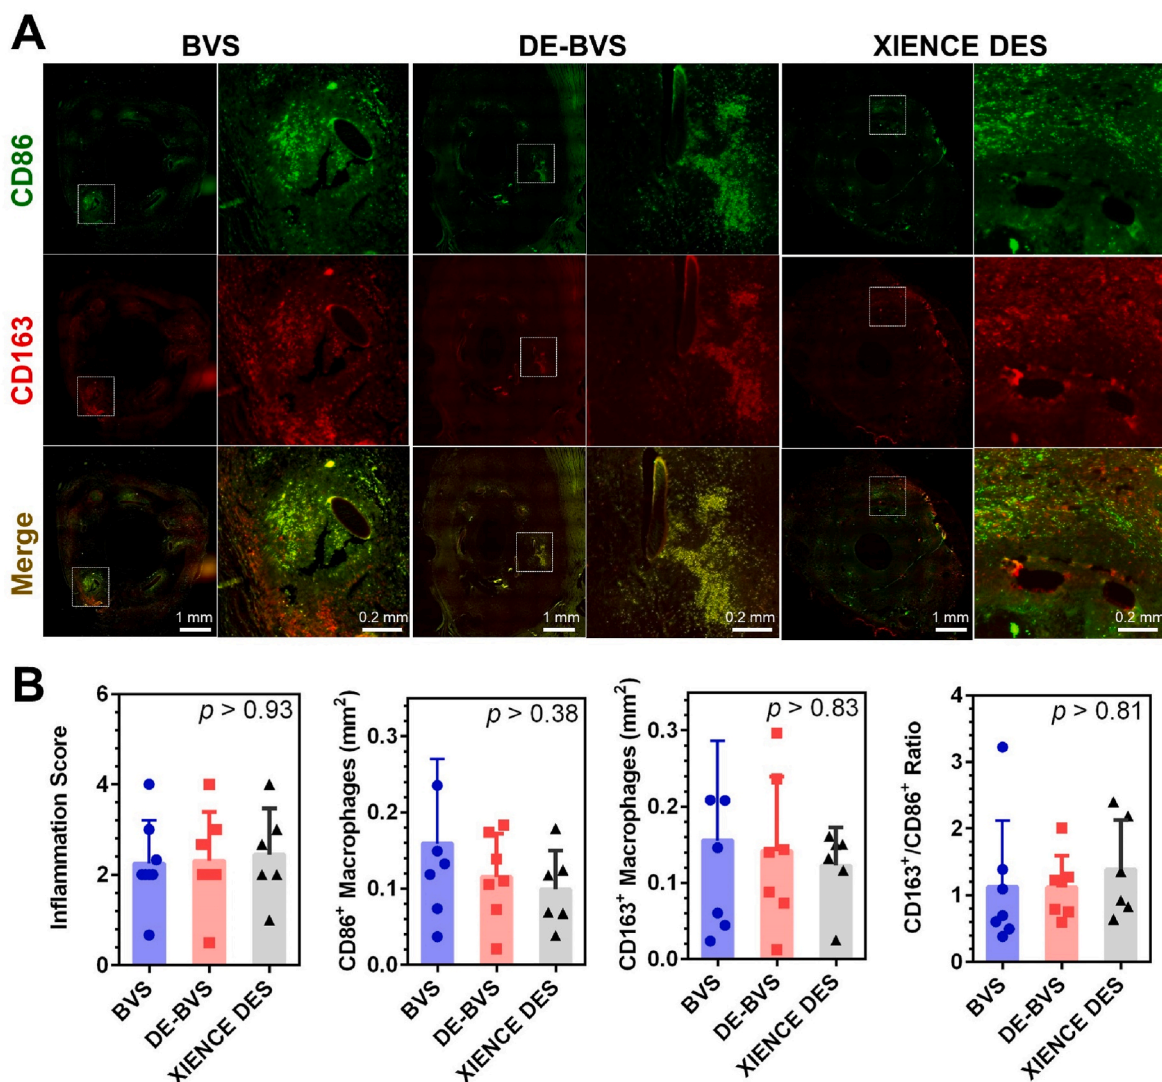 A
BVS
DE-BVS
XIENCE DES
CD86
CD163
Merge
1 mm
0.2 mm
1 mm
0.2 mm
1 mm
0.2 mm
B
Inflammation Score
6
4
2
0
p > 0.93
BVS
DE-BVS
XIENCE DES
CD86⁺ Macrophages (mm²)
0.3
0.2
0.1
0.0
p > 0.38
BVS
DE-BVS
XIENCE DES
CD163⁺ Macrophages (mm²)
0.3
0.2
0.1
0.0
p > 0.83
BVS
DE-BVS
XIENCE DES
CD163⁺/CD86⁺ Ratio
4
3
2
1
0
p > 0.81
BVS
DE-BVS
XIENCE DES